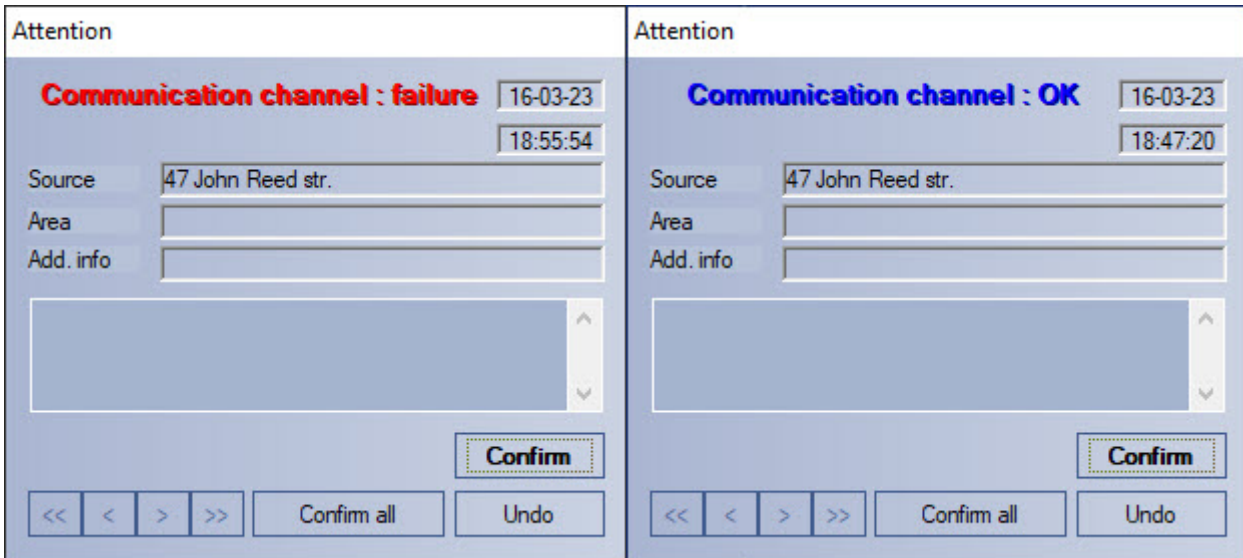 Attention
Communication channel : failure
16-03-23
18:55:54
Source
47 John Reed str.
Area
Add. info
Confirm
<<
<
>
>>
Confirm all
Undo
Attention
Communication channel : OK
16-03-23
18:47:20
Source
47 John Reed str.
Area
Add. info
Confirm
<<
<
>
>>
Confirm all
Undo